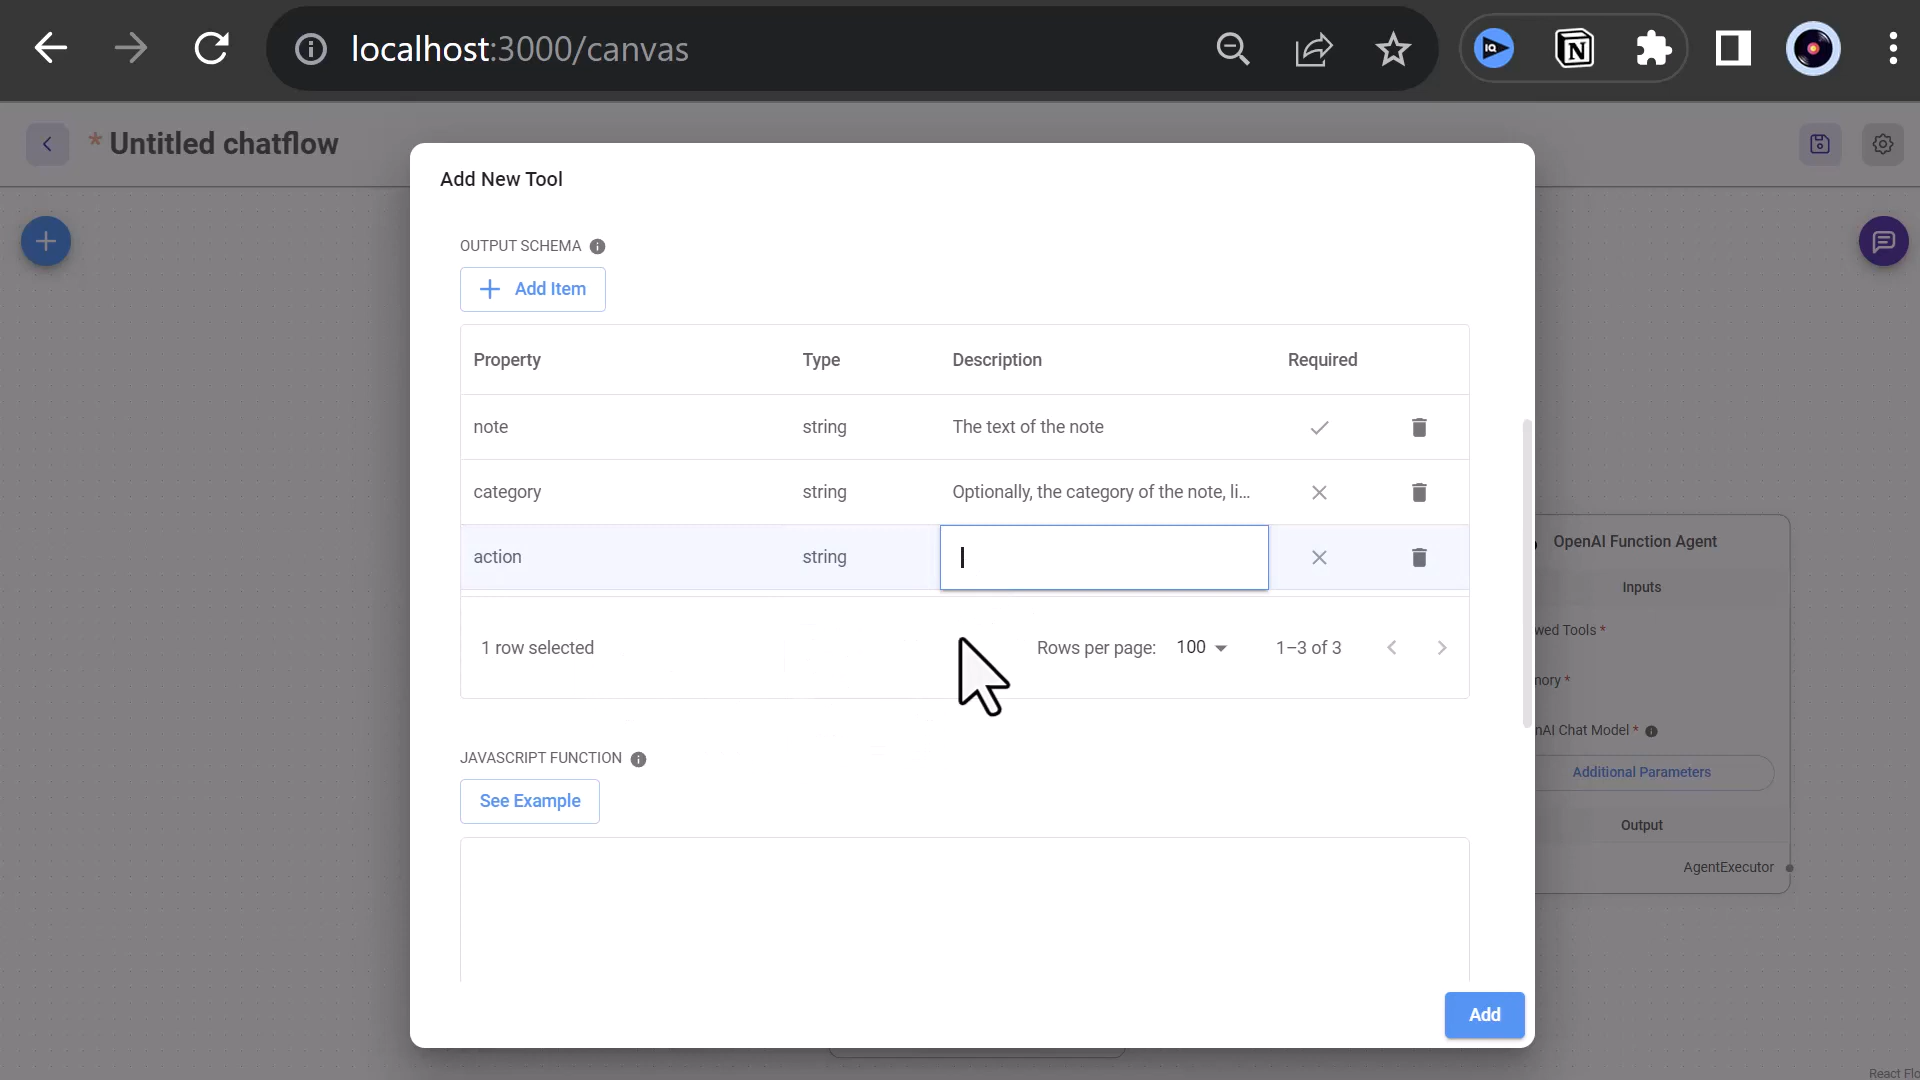 localhost:3000/canvas
IQ
N
* Untitled chatflow
Add New Tool
OUTPUT SCHEMA
Add Item
Property Type Description Required
note string The text of the note
category string Optionally, the category of the note, li...
action string
1 row selected Rows per page: 100 1–3 of 3
JAVASCRIPT FUNCTION
See Example
Add
OpenAI Function Agent
Inputs
wed Tools *
nory *
nAI Chat Model *
Additional Parameters
Output
AgentExecutor
React Flo